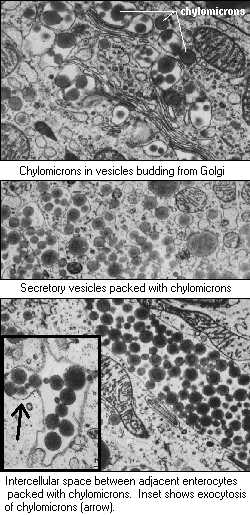 chylomicrons
Chylomicrons in vesicles budding from Golgi
Secretory vesicles packed with chylomicrons
Intercellular space between adjacent enterocytes
packed with chylomicrons. Inset shows exocytosis
of chylomicrons (arrow).